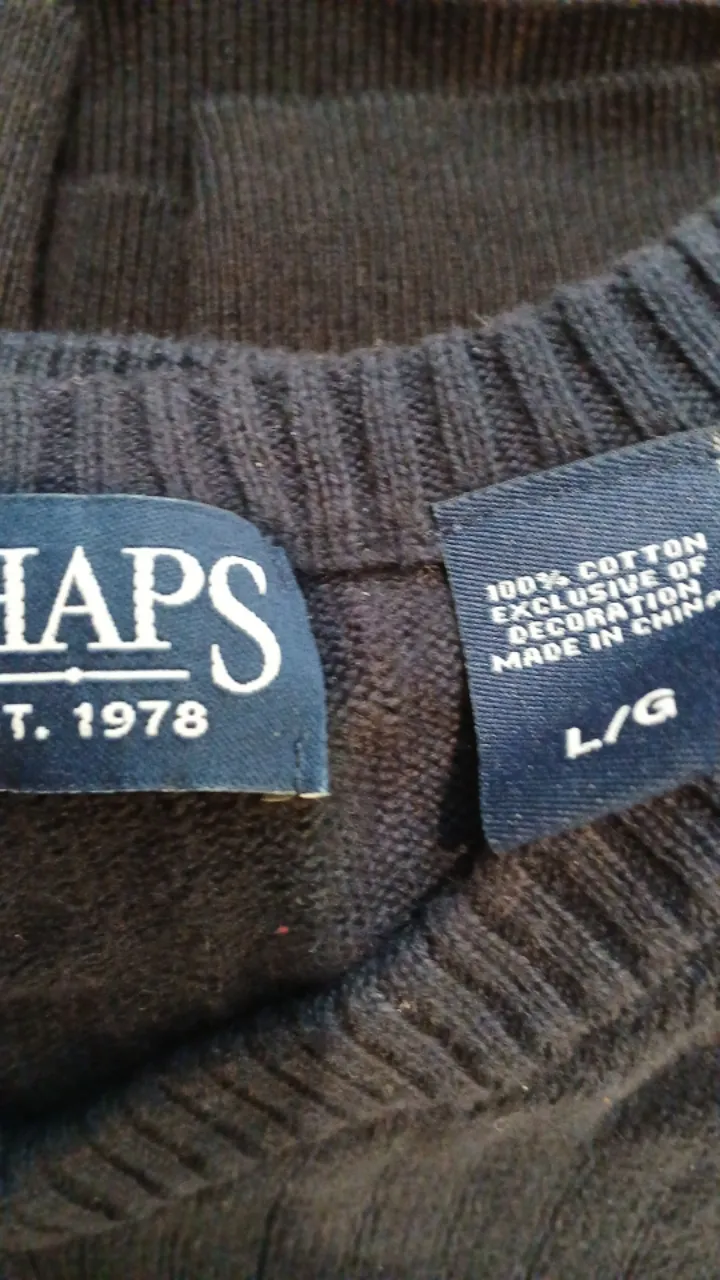 HAPS
T. 1978
100% COTTON
EXCLUSIVE OF
DECORATION
MADE IN CHINA
L/G